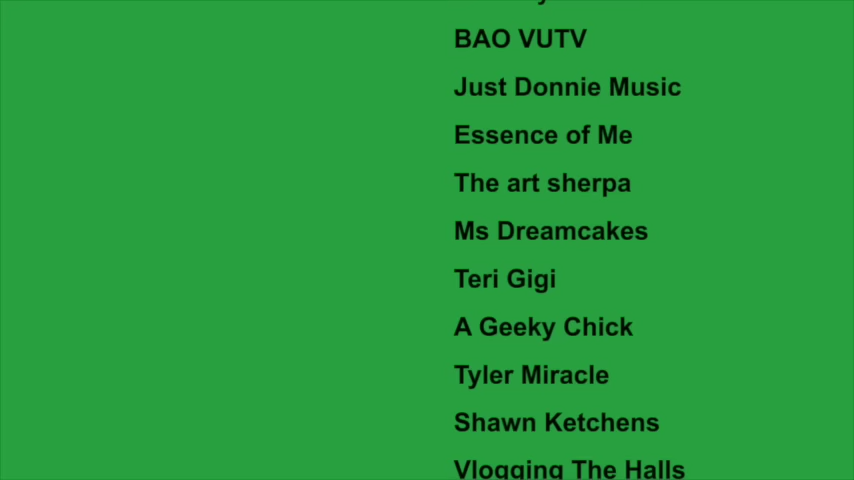 BAO VUTV
Just Donnie Music
Essence of Me
The art sherpa
Ms Dreamcakes
Teri Gigi
A Geeky Chick
Tyler Miracle
Shawn Ketchens
Vlogging The Halls